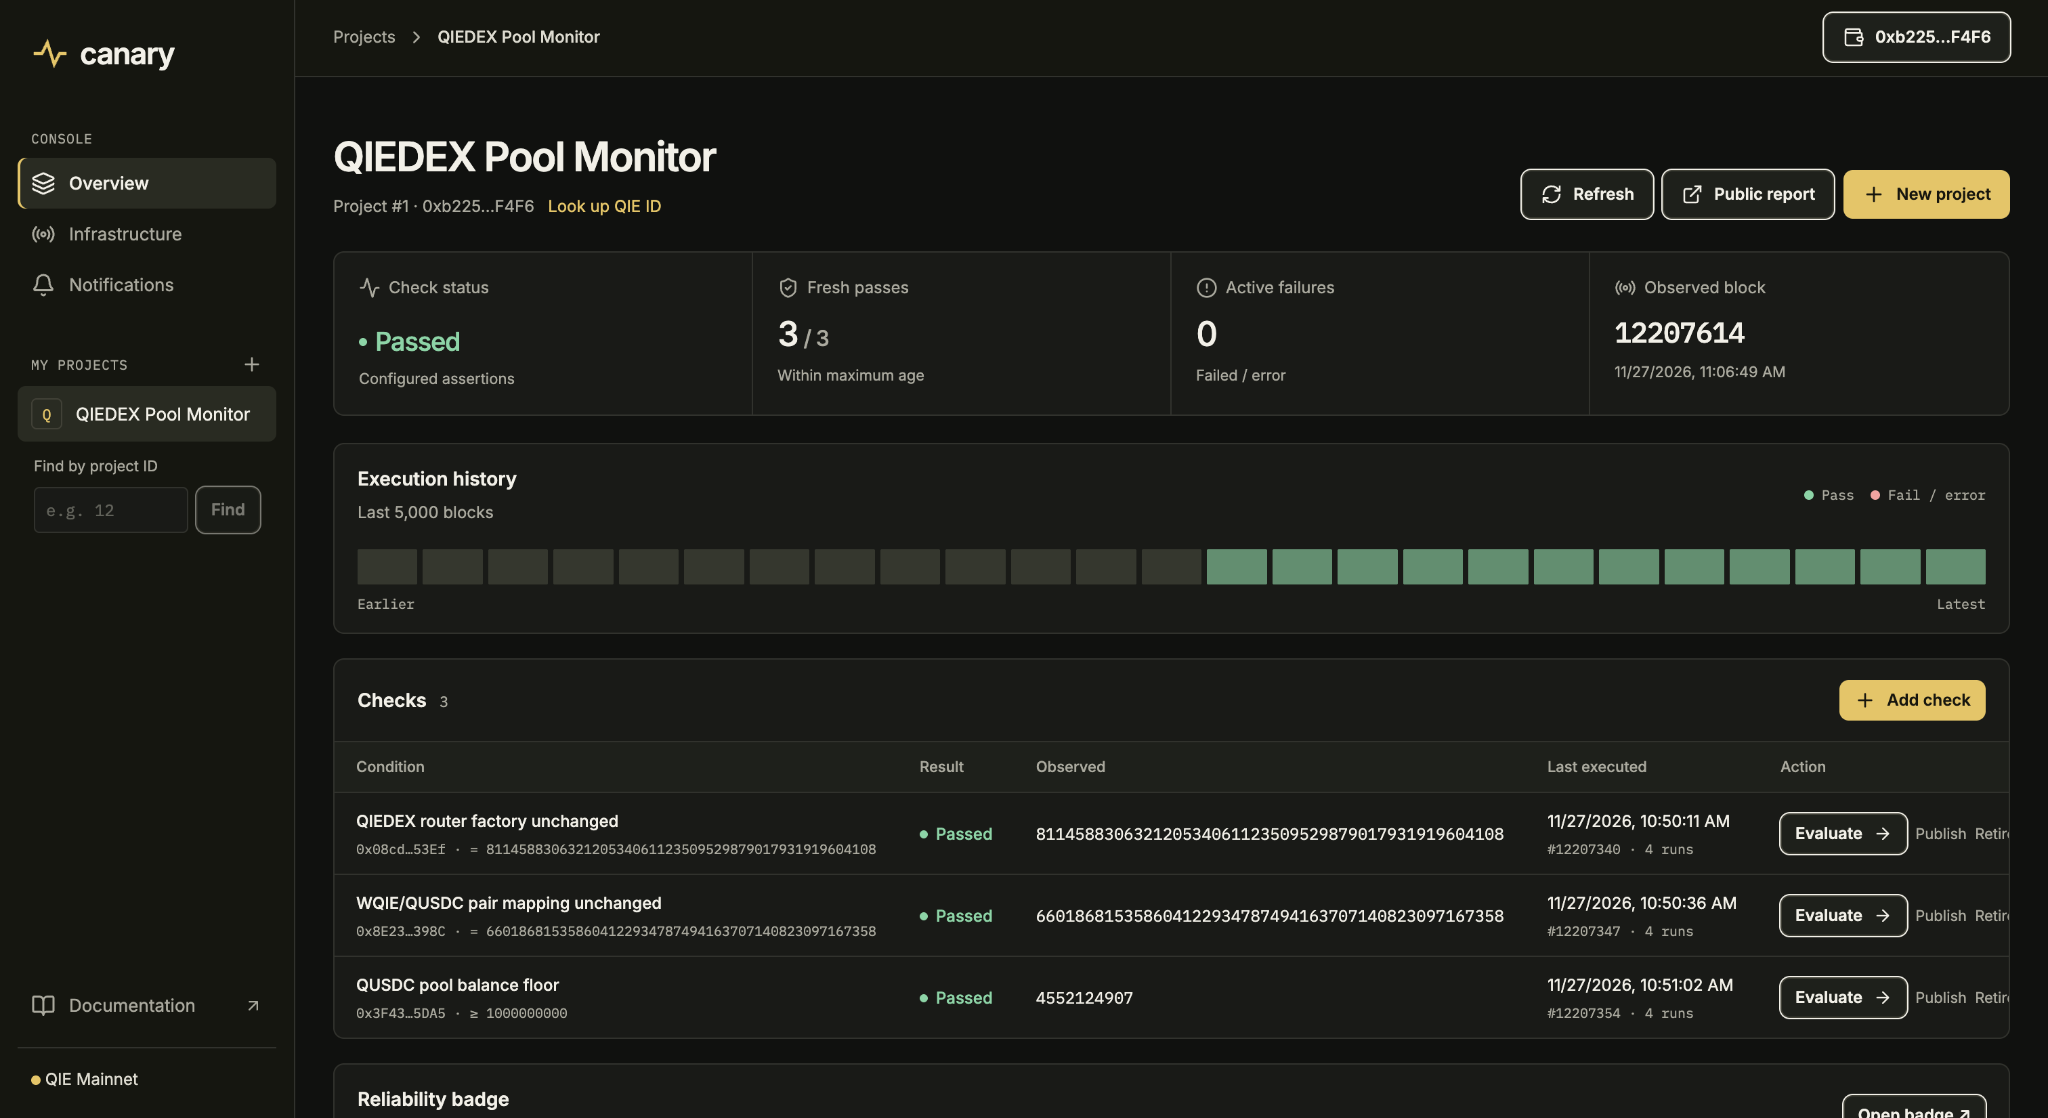 canary
Projects > QIEDEX Pool Monitor
0xb225...F4F6
CONSOLE
Overview
Infrastructure
Notifications
MY PROJECTS +
Q QIEDEX Pool Monitor
Find by project ID
e.g. 12 Find
Documentation
QIE Mainnet
QIEDEX Pool Monitor
Project #1 · 0xb225...F4F6 Look up QIE ID
Refresh
Public report
+ New project
Check status
• Passed
Configured assertions
Fresh passes
3 / 3
Within maximum age
Active failures
0
Failed / error
Observed block
12207614
11/27/2026, 11:06:49 AM
Execution history
Last 5,000 blocks
Pass Fail / error
Earlier Latest
Checks 3
+ Add check
Condition Result Observed Last executed Action
QIEDEX router factory unchanged
0x08cd…53Ef · = 811458830632120534061123509529879017931919604108
Passed
811458830632120534061123509529879017931919604108
11/27/2026, 10:50:11 AM
#12207340 · 4 runs
Evaluate → Publish Retir
WQIE/QUSDC pair mapping unchanged
0x8E23…398C · = 660186815358604122934787494163707140823097167358
Passed
660186815358604122934787494163707140823097167358
11/27/2026, 10:50:36 AM
#12207347 · 4 runs
Evaluate → Publish Retir
QUSDC pool balance floor
0x3F43…5DA5 · ≥ 1000000000
Passed
4552124907
11/27/2026, 10:51:02 AM
#12207354 · 4 runs
Evaluate → Publish Retir
Reliability badge
Open badge ↗